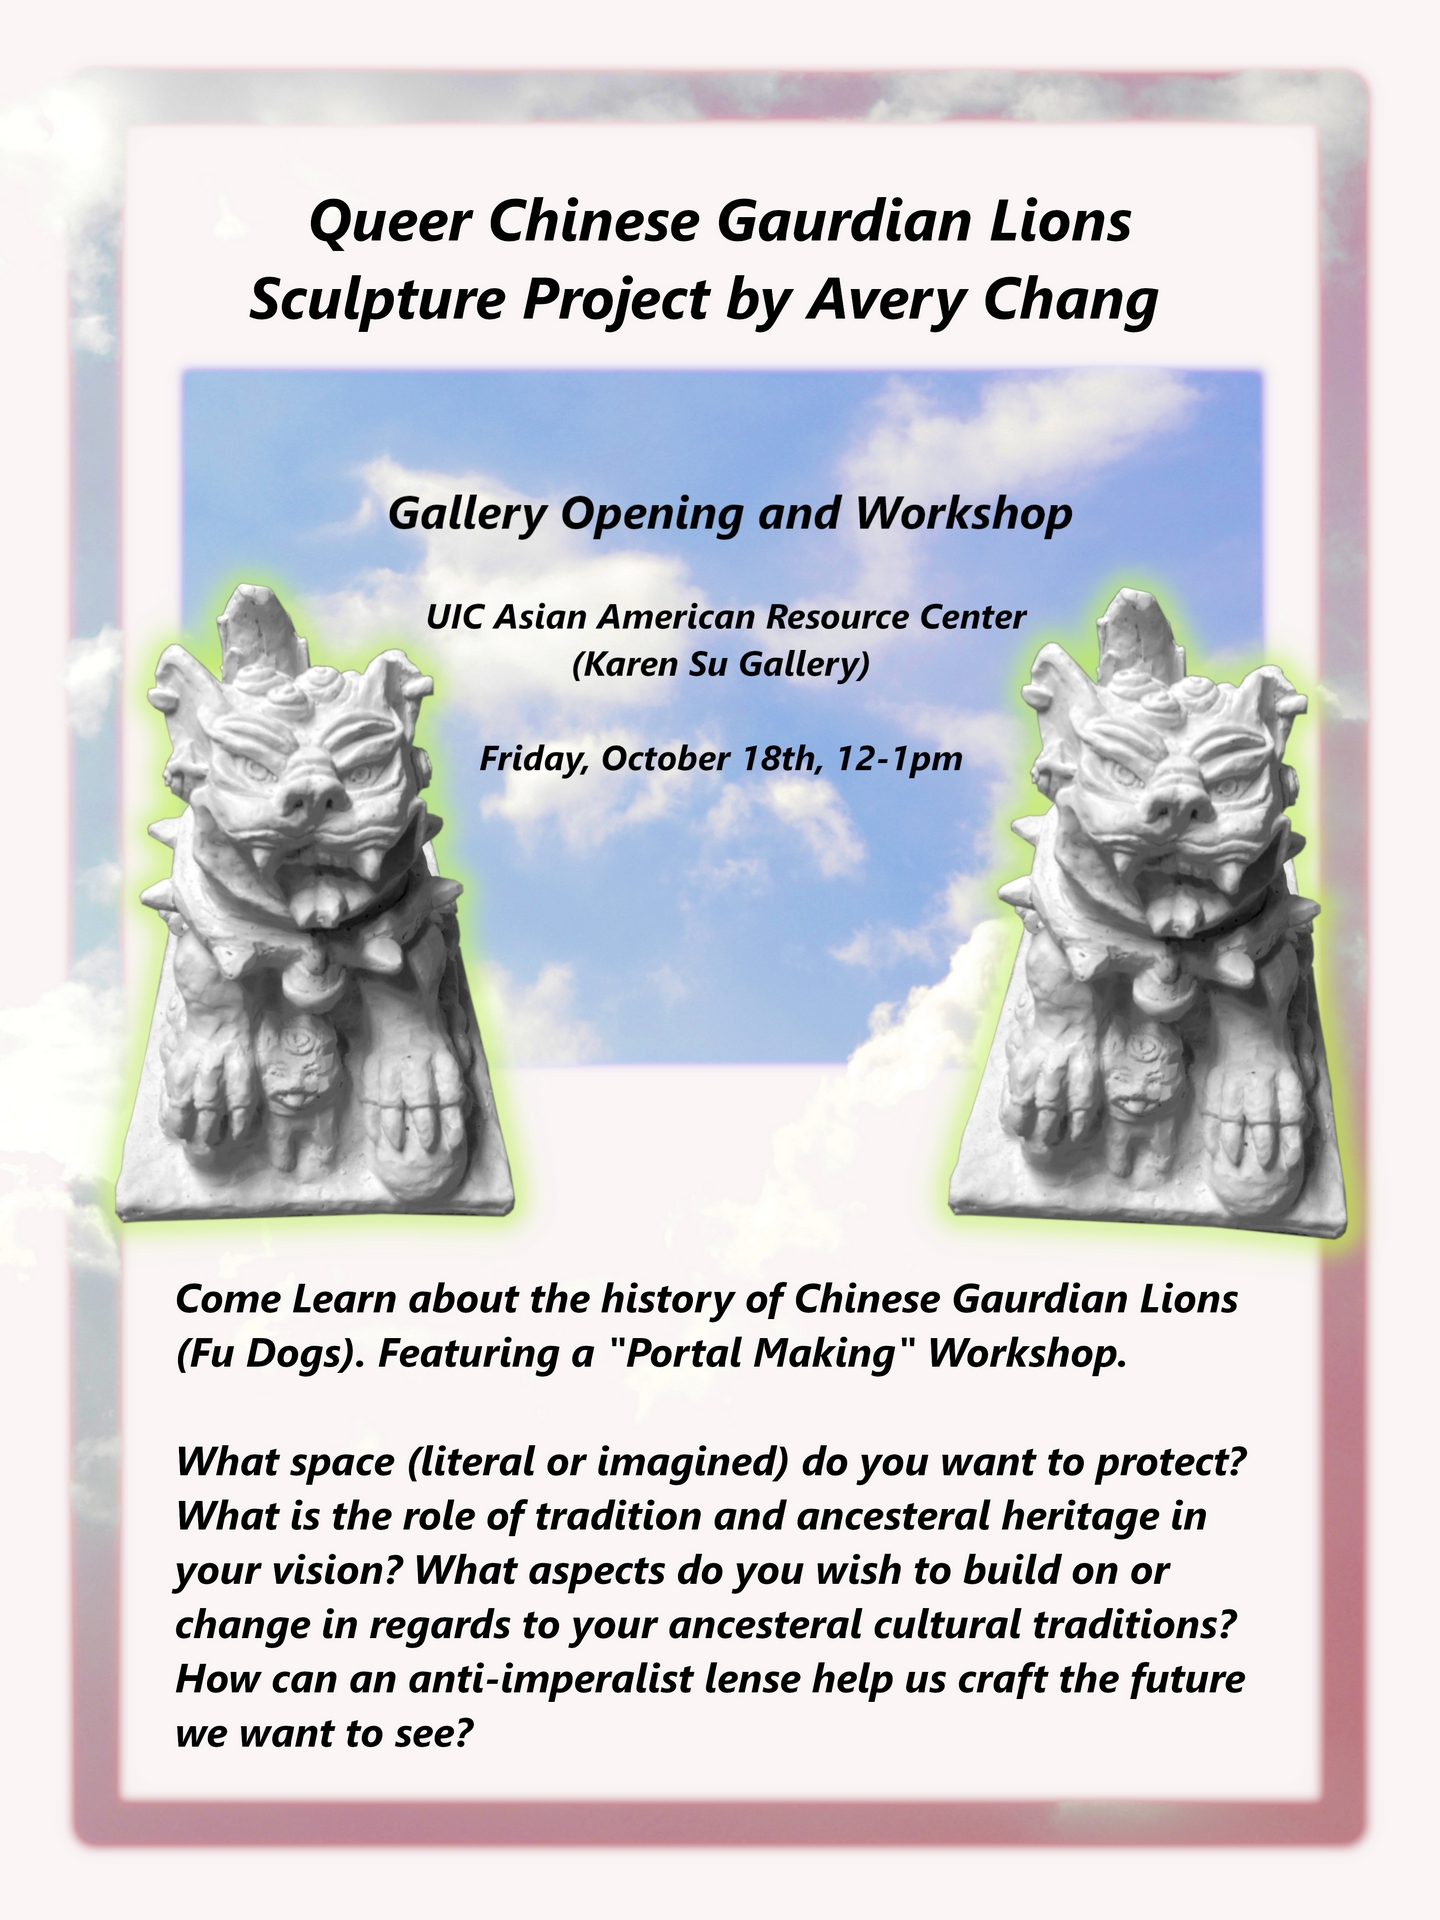 Queer Chinese Gaurdian Lions
Sculpture Project by Avery Chang
Gallery Opening and Workshop
UIC Asian American Resource Center
(Karen Su Gallery)
Friday, October 18th, 12-1pm
Come Learn about the history of Chinese Gaurdian Lions
(Fu Dogs). Featuring a "Portal Making" Workshop.
What space (literal or imagined) do you want to protect?
What is the role of tradition and ancesteral heritage in
your vision? What aspects do you wish to build on or
change in regards to your ancesteral cultural traditions?
How can an anti-imperalist lense help us craft the future
we want to see?